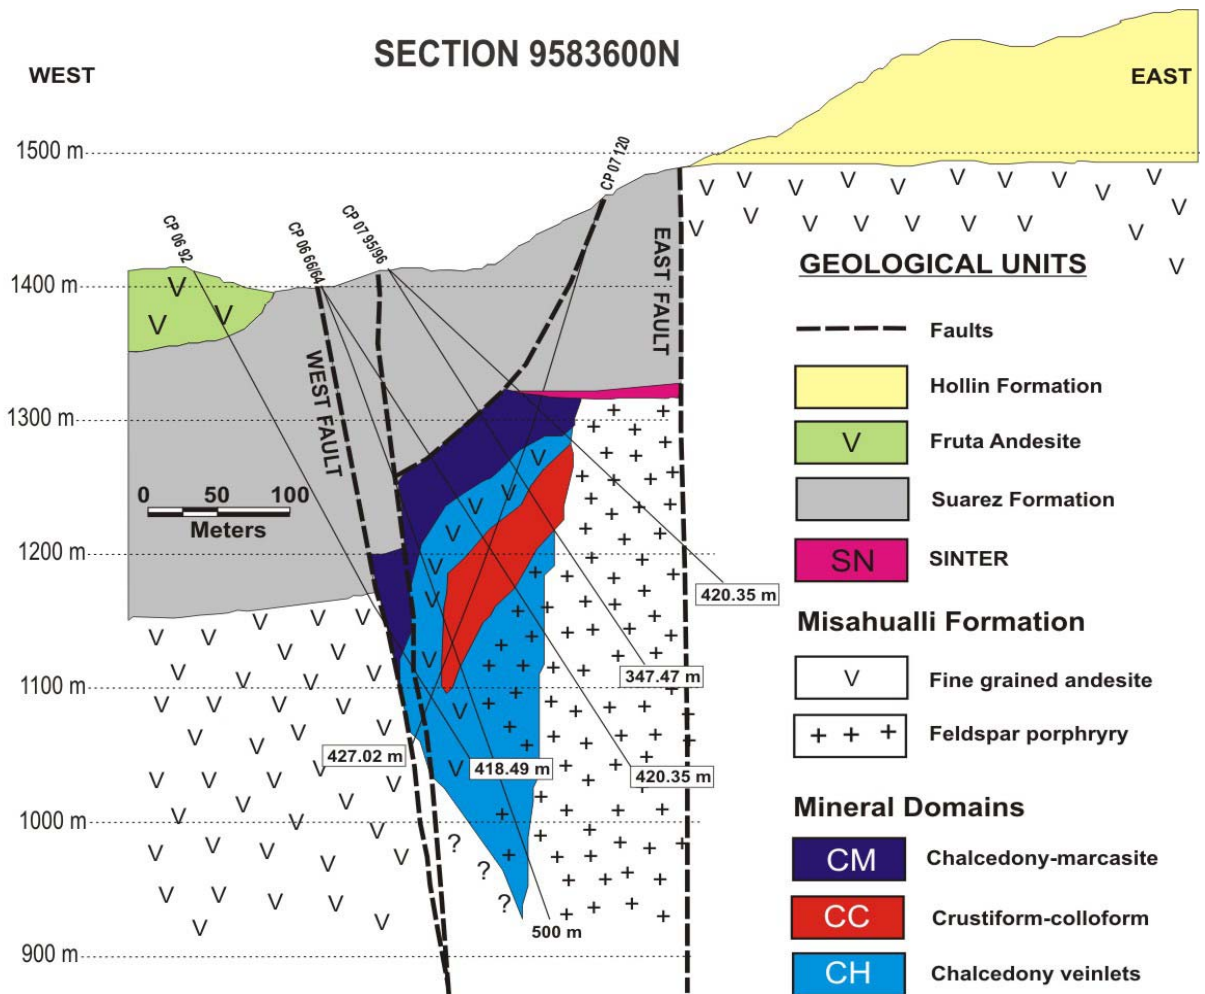 SECTION 9583600N
WEST
EAST
1500 m
CP 07 120
CP 06 92
CP 06 66/64
CP 07 95/96
1400 m
WEST FAULT
EAST FAULT
1300 m
0 50 100
Meters
1200 m
1100 m
1000 m
900 m
420.35 m
347.47 m
427.02 m
418.49 m
420.35 m
500 m
? ? ?
GEOLOGICAL UNITS
Faults
Hollin Formation
V Fruta Andesite
Suarez Formation
SN SINTER
Misahualli Formation
V Fine grained andesite
+ + + Feldspar porphryry
Mineral Domains
CM Chalcedony-marcasite
CC Crustiform-colloform
CH Chalcedony veinlets